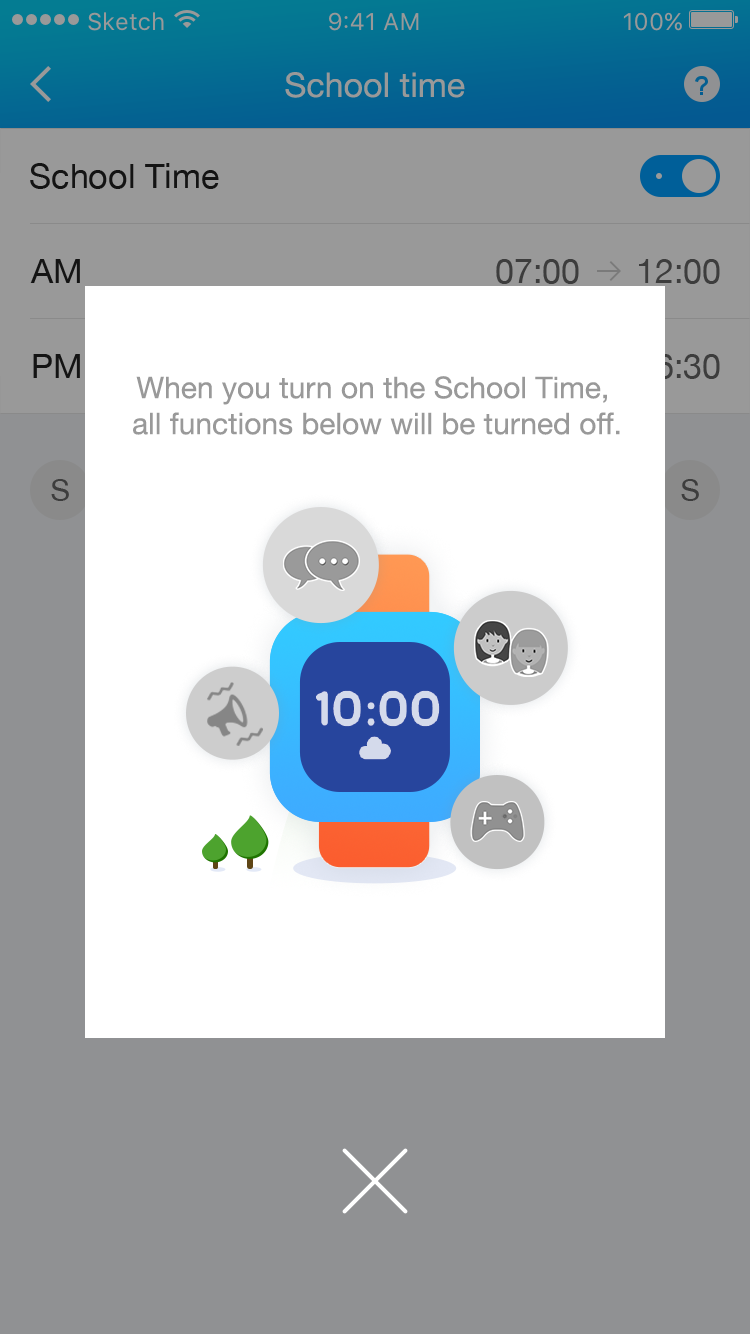 Sketch 9:41 AM 100%
School time ?
School Time
AM 07:00 → 12:00
PM :30
S S
When you turn on the School Time,
all functions below will be turned off.
10:00